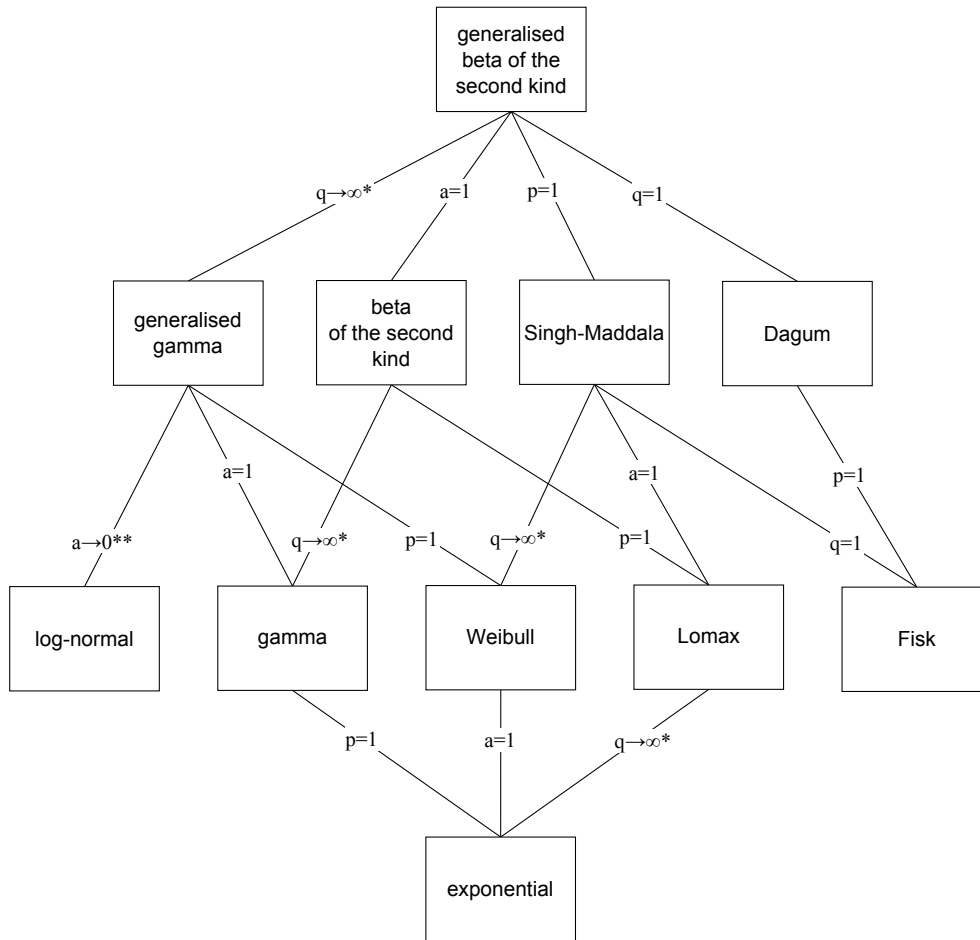 generalised
beta of the
second kind
q→∞*
a=1
p=1
q=1
generalised
gamma
beta
of the second
kind
Singh-Maddala
Dagum
a=1
a=1
p=1
a→0**
q→∞*
p=1
q→∞*
p=1
q=1
log-normal
gamma
Weibull
Lomax
Fisk
p=1
a=1
q→∞*
exponential